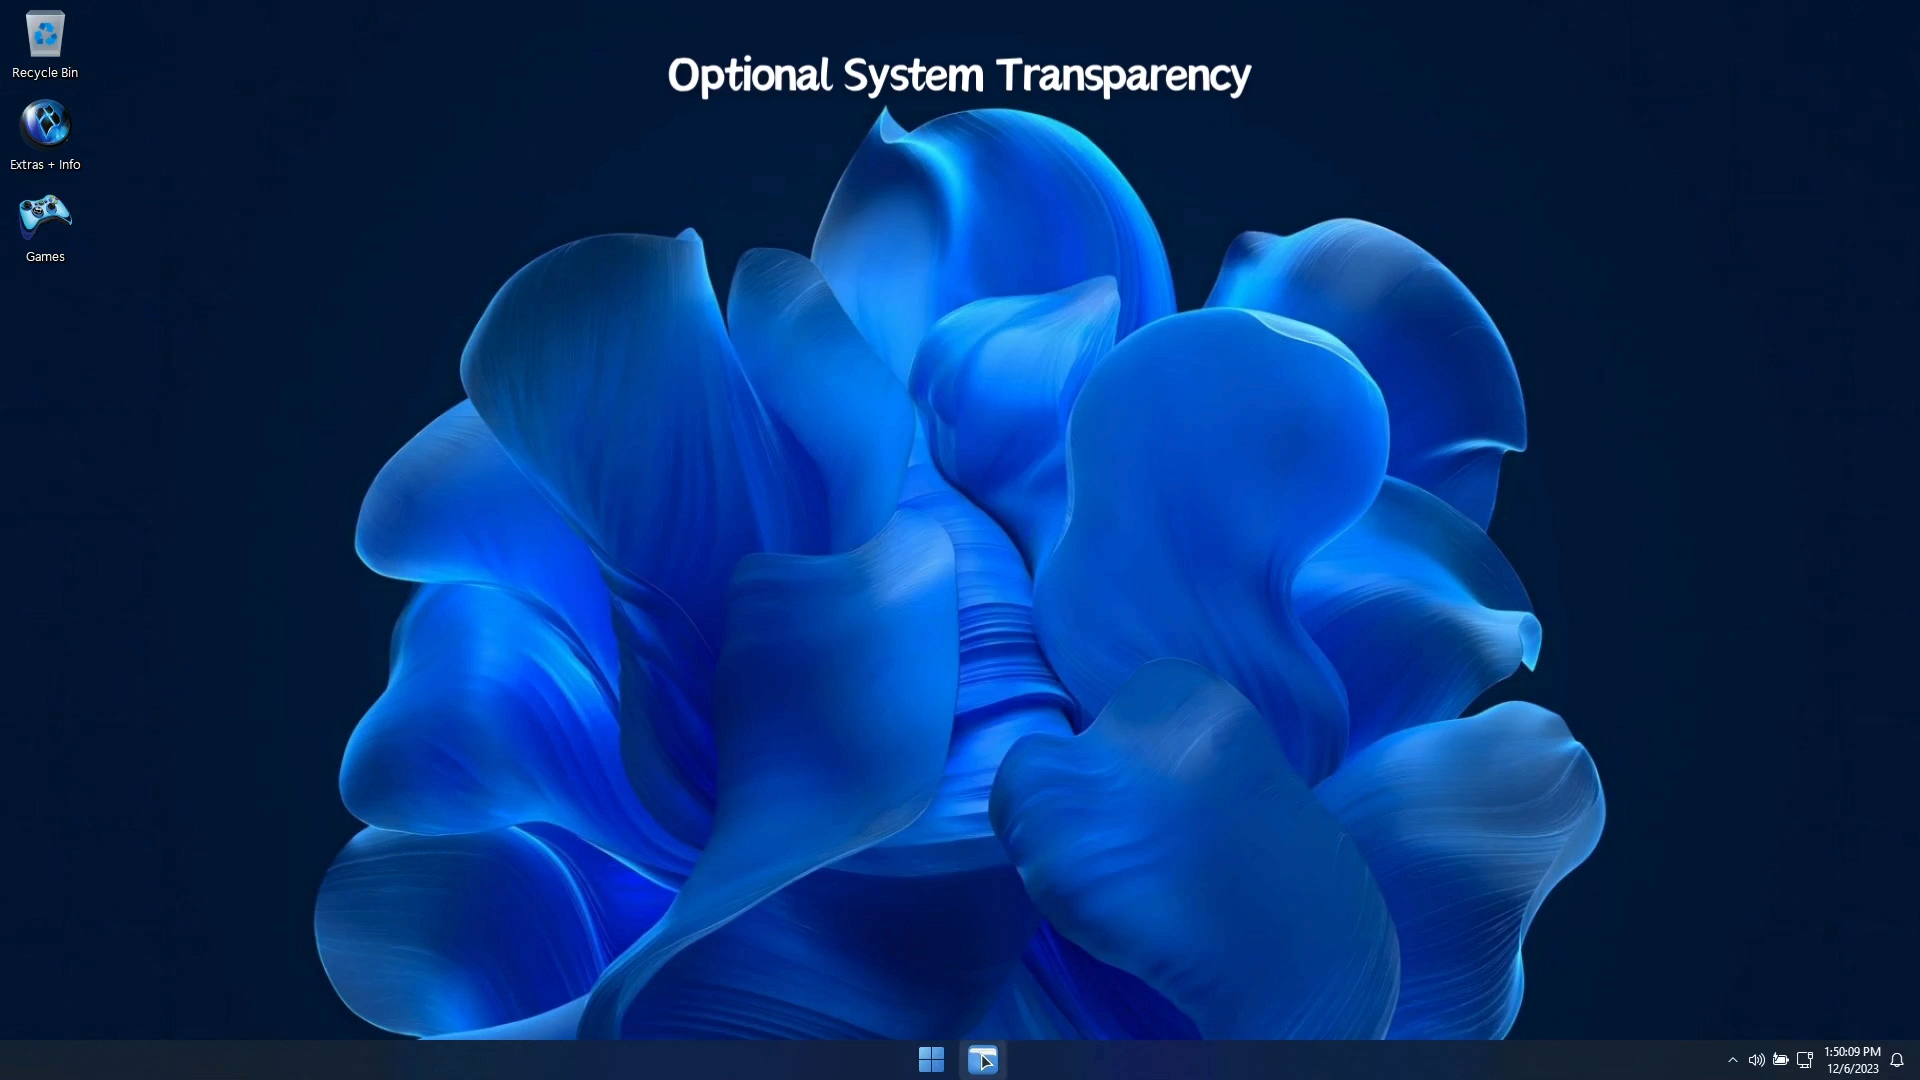 Optional System Transparency
Recycle Bin
Extras + Info
Games
1:50:09 PM
12/6/2023